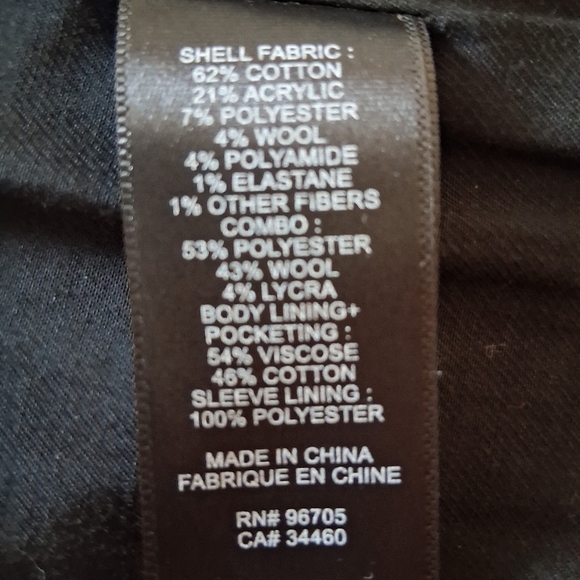 SHELL FABRIC :
62% COTTON
21% ACRYLIC
7% POLYESTER
4% WOOL
4% POLYAMIDE
1% ELASTANE
1% OTHER FIBERS
COMBO :
53% POLYESTER
43% WOOL
4% LYCRA
BODY LINING+
POCKETING :
54% VISCOSE
46% COTTON
SLEEVE LINING :
100% POLYESTER
MADE IN CHINA
FABRIQUE EN CHINE
RN# 96705
CA# 34460